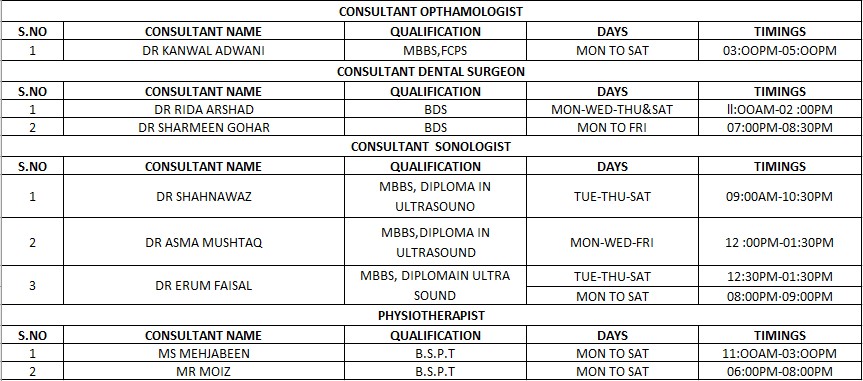 CONSULTANT OPTHAMOLOGIST
S.NO CONSULTANT NAME QUALIFICATION DAYS TIMINGS
1 DR KANWAL ADWANI MBBS,FCPS MON TO SAT 03:OOPM-05:OOPM
CONSULTANT DENTAL SURGEON
S.NO CONSULTANT NAME QUALIFICATION DAYS TIMINGS
1 DR RIDA ARSHAD BDS MON-WED-THU&SAT ll:OOAM-02 :00PM
2 DR SHARMEEN GOHAR BDS MON TO FRI 07:00PM-08:30PM
CONSULTANT SONOLOGIST
S.NO CONSULTANT NAME QUALIFICATION DAYS TIMINGS
1 DR SHAHNAWAZ MBBS, DIPLOMA IN ULTRASOUNO TUE-THU-SAT 09:00AM-10:30PM
2 DR ASMA MUSHTAQ MBBS,DIPLOMA IN ULTRASOUND MON-WED-FRI 12 :00PM-01:30PM
3 DR ERUM FAISAL MBBS, DIPLOMAIN ULTRA SOUND TUE-THU-SAT 12:30PM-01:30PM
MON TO SAT 08:00PM·09:00PM
PHYSIOTHERAPIST
S.NO CONSULTANT NAME QUALIFICATION DAYS TIMINGS
1 MS MEHJABEEN B.S.P.T MON TO SAT 11:OOAM-03:OOPM
2 MR MOIZ B.S.P.T MON TO SAT 06:00PM-08:00PM